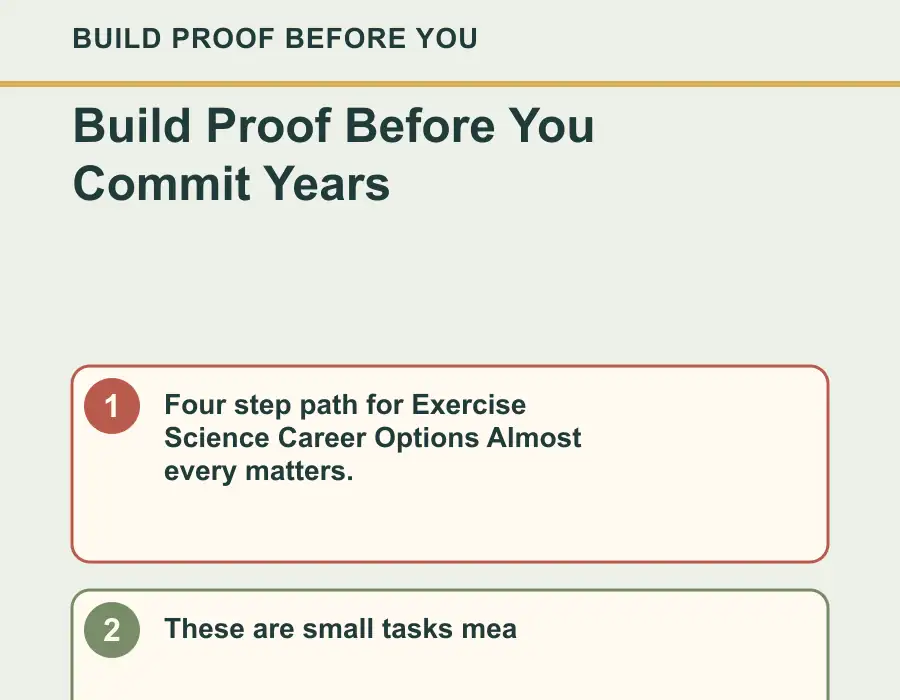 BUILD PROOF BEFORE YOU
Build Proof Before You
Commit Years
1
Four step path for Exercise
Science Career Options Almost
every matters.
2
These are small tasks mea